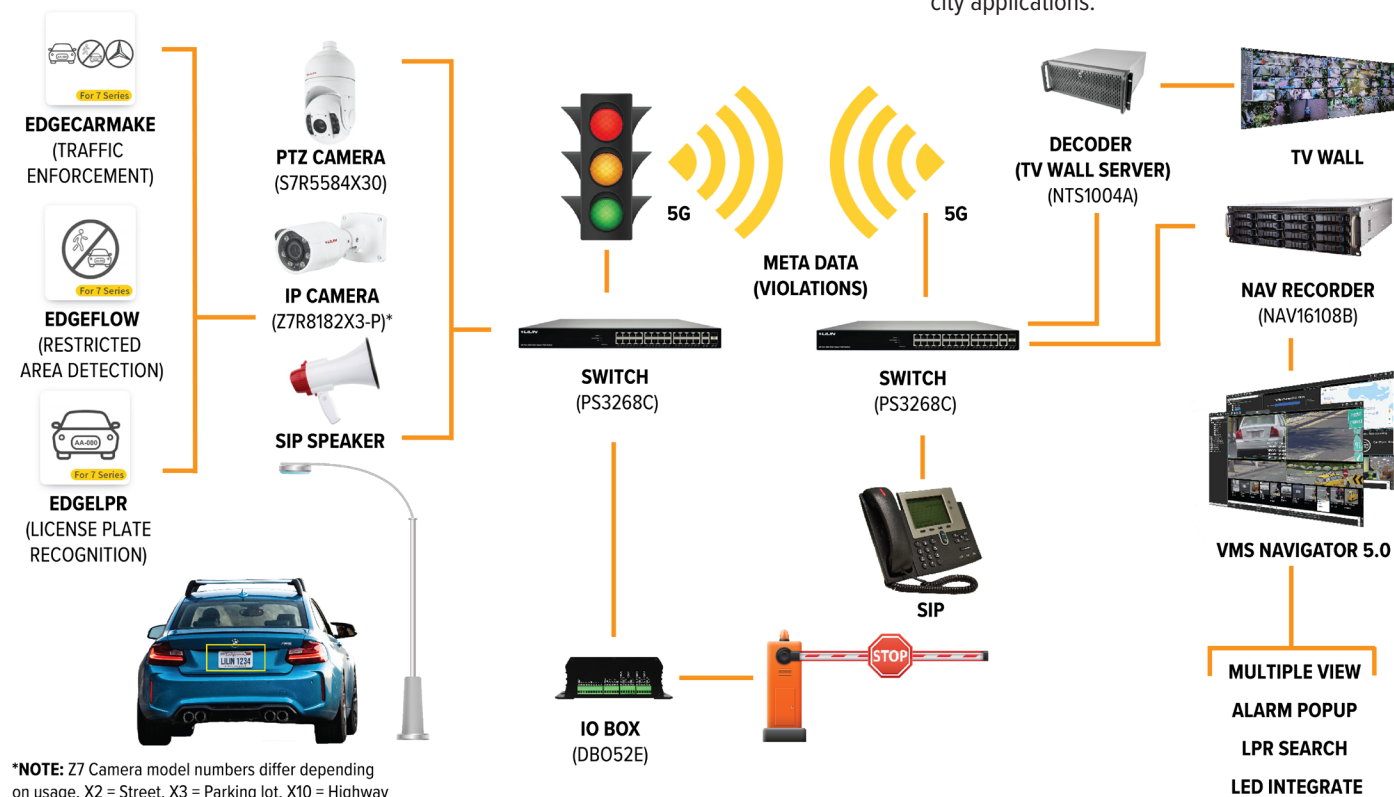 city applications.
For 7 Series
EDGECARMAKE
(TRAFFIC
ENFORCEMENT)
For 7 Series
EDGEFLOW
(RESTRICTED
AREA DETECTION)
AA-000
For 7 Series
EDGELPR
(LICENSE PLATE
RECOGNITION)
PTZ CAMERA
(S7R5584X30)
LILIN
IP CAMERA
(Z7R8182X3-P)*
SIP SPEAKER
LILIN 1234
*NOTE: Z7 Camera model numbers differ depending
on usage. X2 = Street, X3 = Parking lot, X10 = Highway
5G
5G
META DATA
(VIOLATIONS)
LILIN
SWITCH
(PS3268C)
LILIN
SWITCH
(PS3268C)
SIP
IO BOX
(DBO52E)
STOP
DECODER
(TV WALL SERVER)
(NTS1004A)
TV WALL
NAV RECORDER
(NAV16108B)
VMS NAVIGATOR 5.0
MULTIPLE VIEW
ALARM POPUP
LPR SEARCH
LED INTEGRATE